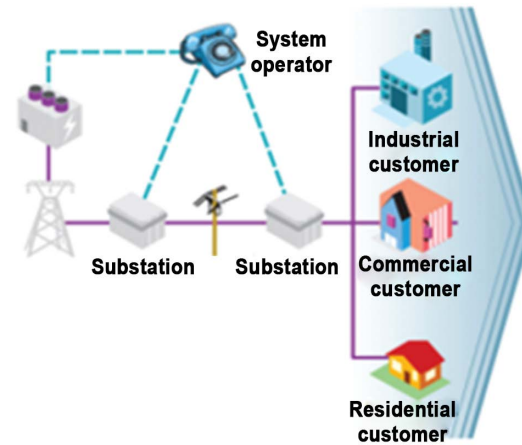 System
operator
Industrial
customer
Substation
Substation
Commercial
customer
Residential
customer